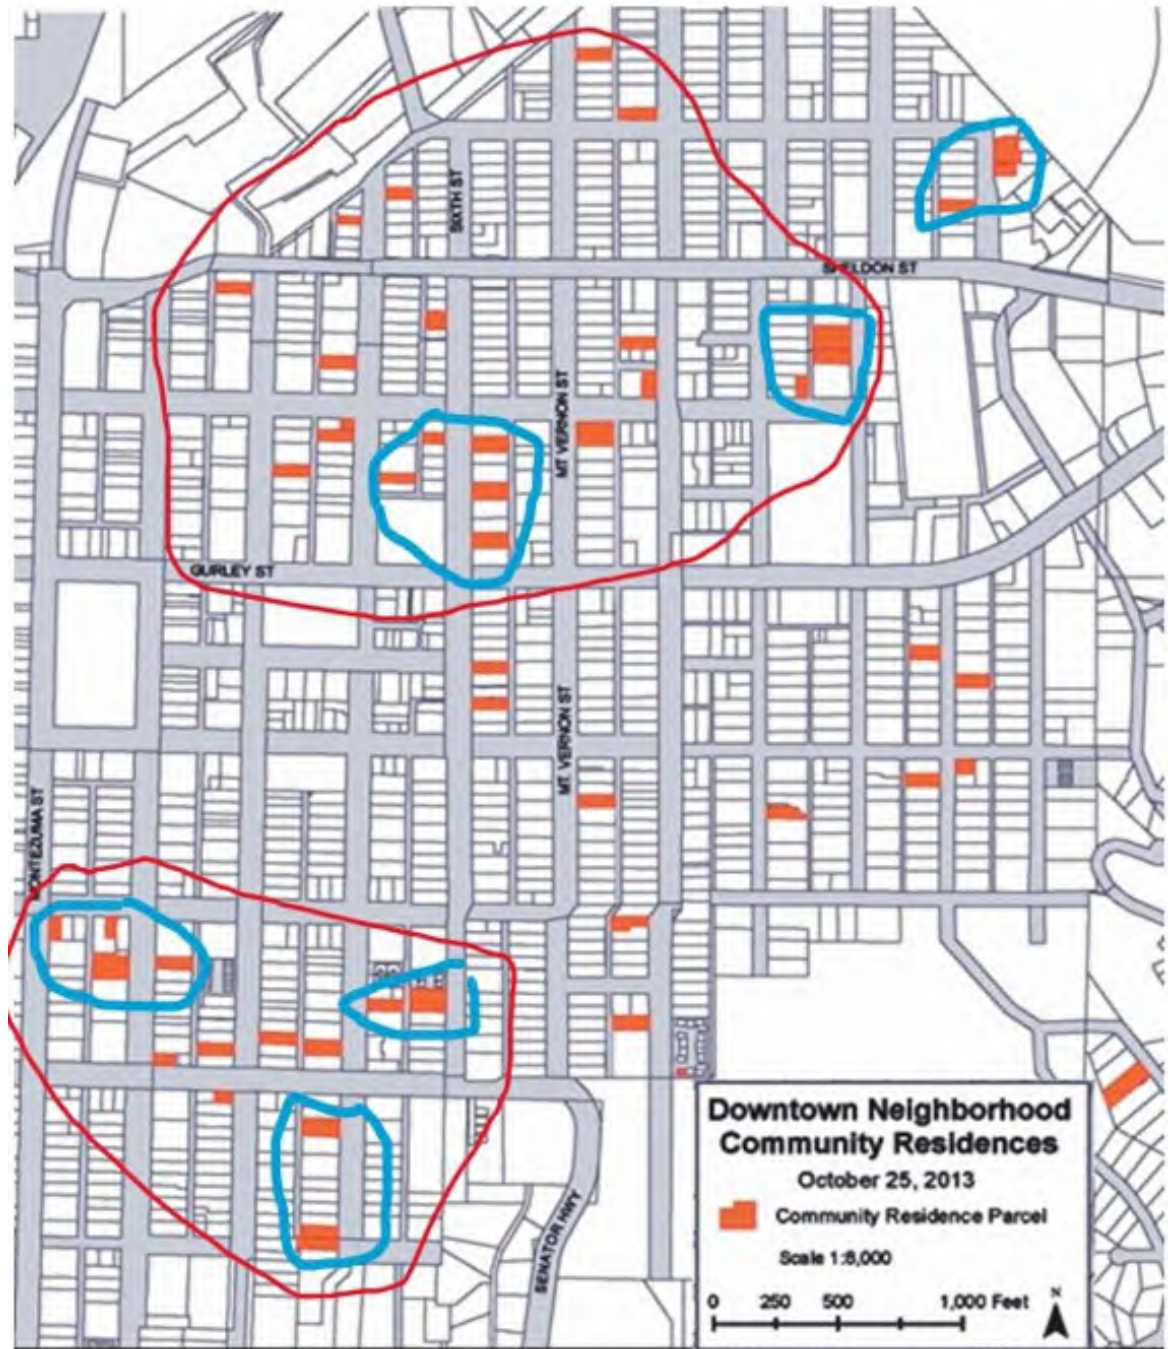 SIXTH ST
SHELDON ST
MT VERNON ST
GURLEY ST
MT. VERNON ST
MONTEZUMA ST
SENATOR HWY
Downtown Neighborhood
Community Residences
October 25, 2013
Community Residence Parcel
Scale 1:8,000
0 250 500 1,000 Feet
N